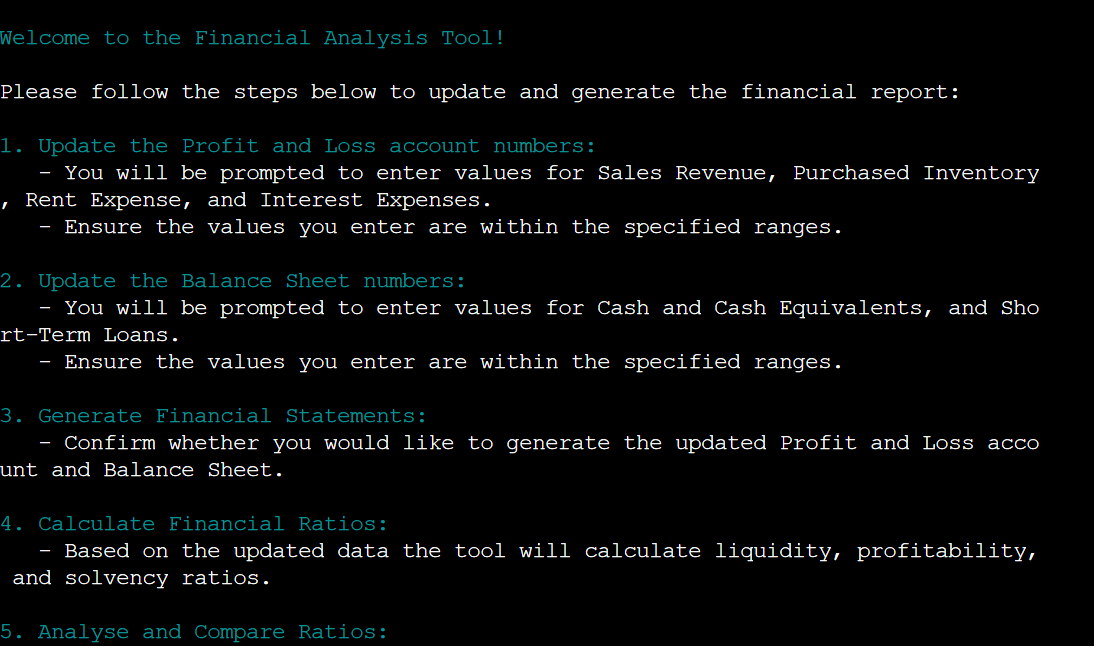 Welcome to the Financial Analysis Tool!
Please follow the steps below to update and generate the financial report:
1. Update the Profit and Loss account numbers:
- You will be prompted to enter values for Sales Revenue, Purchased Inventory
, Rent Expense, and Interest Expenses.
- Ensure the values you enter are within the specified ranges.
2. Update the Balance Sheet numbers:
- You will be prompted to enter values for Cash and Cash Equivalents, and Sho
rt-Term Loans.
- Ensure the values you enter are within the specified ranges.
3. Generate Financial Statements:
- Confirm whether you would like to generate the updated Profit and Loss acco
unt and Balance Sheet.
4. Calculate Financial Ratios:
- Based on the updated data the tool will calculate liquidity, profitability,
and solvency ratios.
5. Analyse and Compare Ratios: